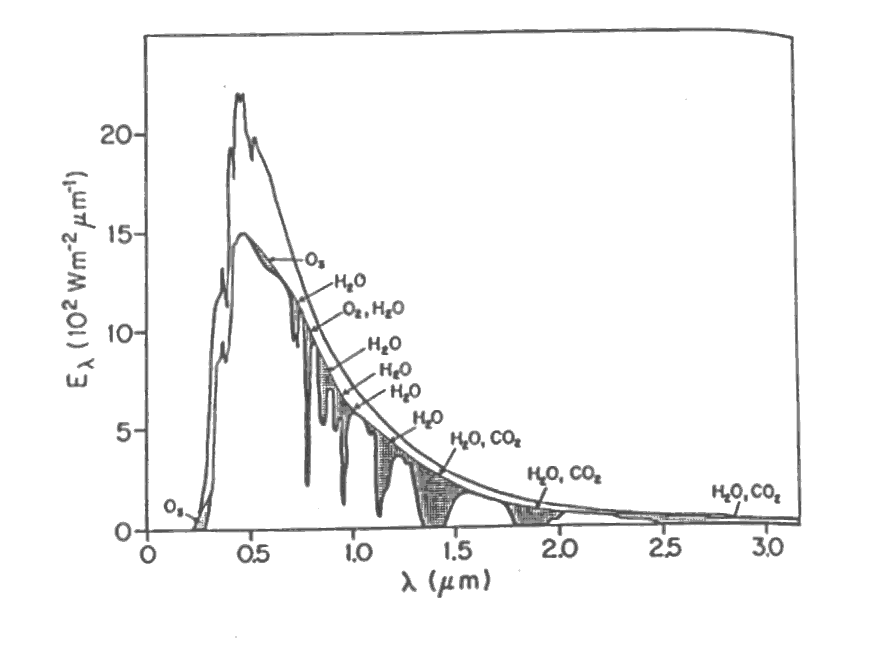 20
15
10
5
0
E_λ (10² Wm⁻² μm⁻¹)
O₃
H₂O
O₂, H₂O
H₂O
H₂O
H₂O
H₂O
H₂O, CO₂
H₂O, CO₂
H₂O, CO₂
O₃
0 0.5 1.0 1.5 2.0 2.5 3.0
λ (μm)